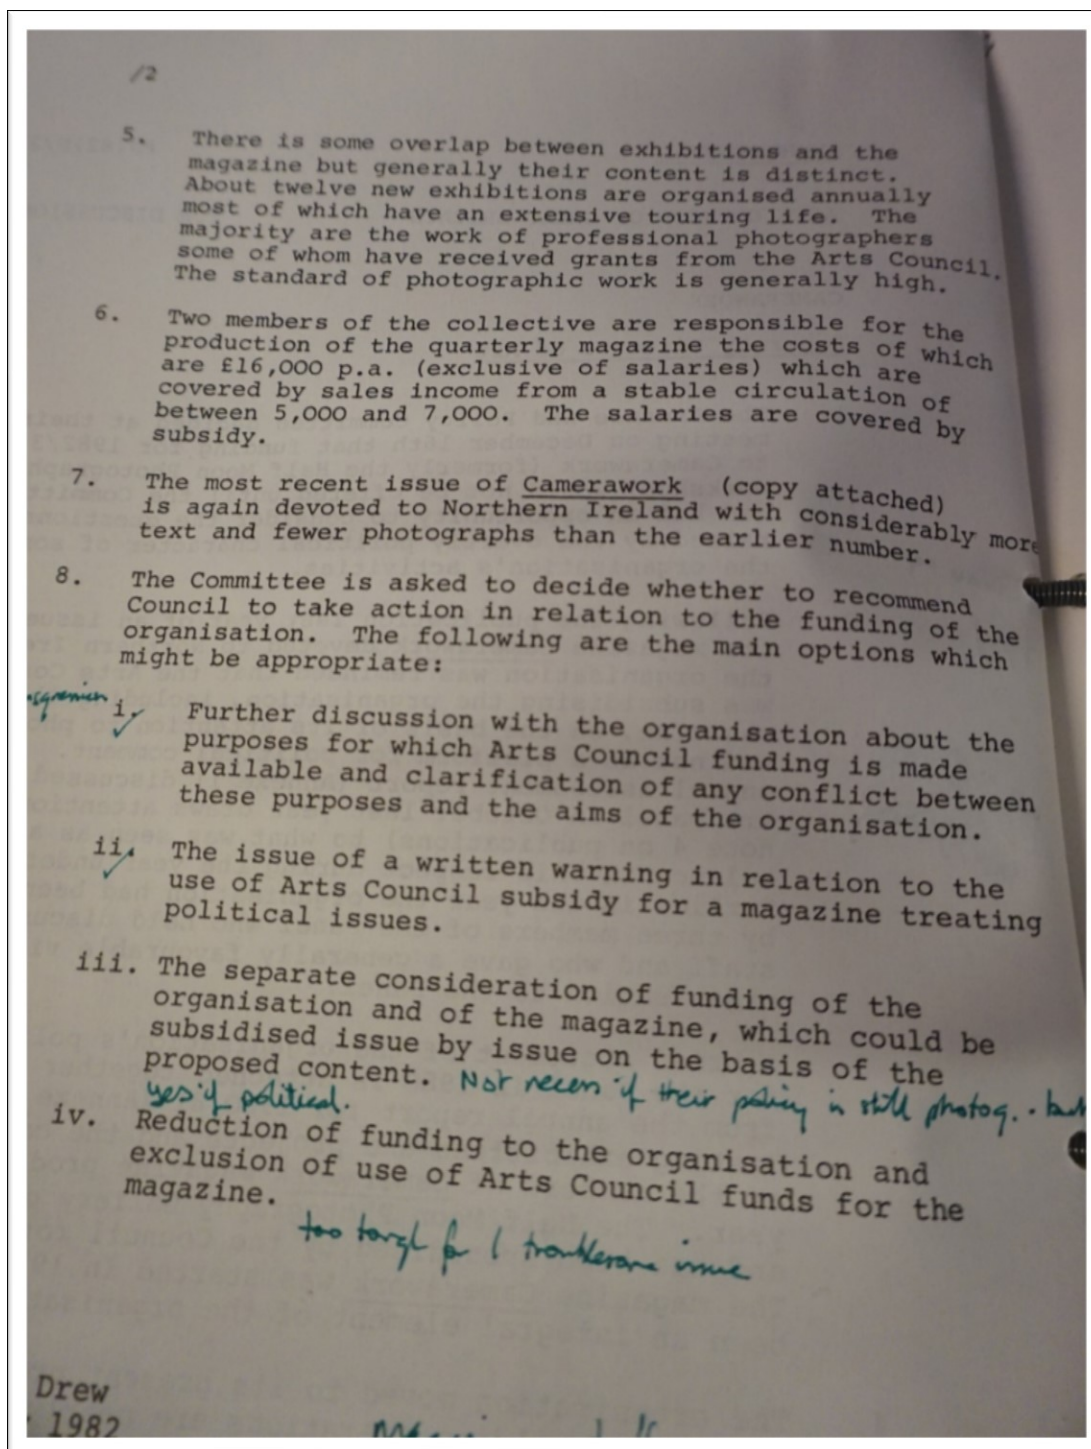 /2
5. There is some overlap between exhibitions and the
magazine but generally their content is distinct.
About twelve new exhibitions are organised annually
most of which have an extensive touring life. The
majority are the work of professional photographers
some of whom have received grants from the Arts Council.
The standard of photographic work is generally high.
6. Two members of the collective are responsible for the
production of the quarterly magazine the costs of which
are £16,000 p.a. (exclusive of salaries) which are
covered by sales income from a stable circulation of
between 5,000 and 7,000. The salaries are covered by
subsidy.
7. The most recent issue of Camerawork (copy attached)
is again devoted to Northern Ireland with considerably more
text and fewer photographs than the earlier number.
8. The Committee is asked to decide whether to recommend
Council to take action in relation to the funding of the
organisation. The following are the main options which
might be appropriate:
i. Further discussion with the organisation about the
purposes for which Arts Council funding is made
available and clarification of any conflict between
these purposes and the aims of the organisation.
ii. The issue of a written warning in relation to the
use of Arts Council subsidy for a magazine treating
political issues.
iii. The separate consideration of funding of the
organisation and of the magazine, which could be
subsidised issue by issue on the basis of the
proposed content. Not necess if their policy is still photog. - but
yes if political.
iv. Reduction of funding to the organisation and
exclusion of use of Arts Council funds for the
magazine.
too tough for 1 troublesome issue
Drew
1982